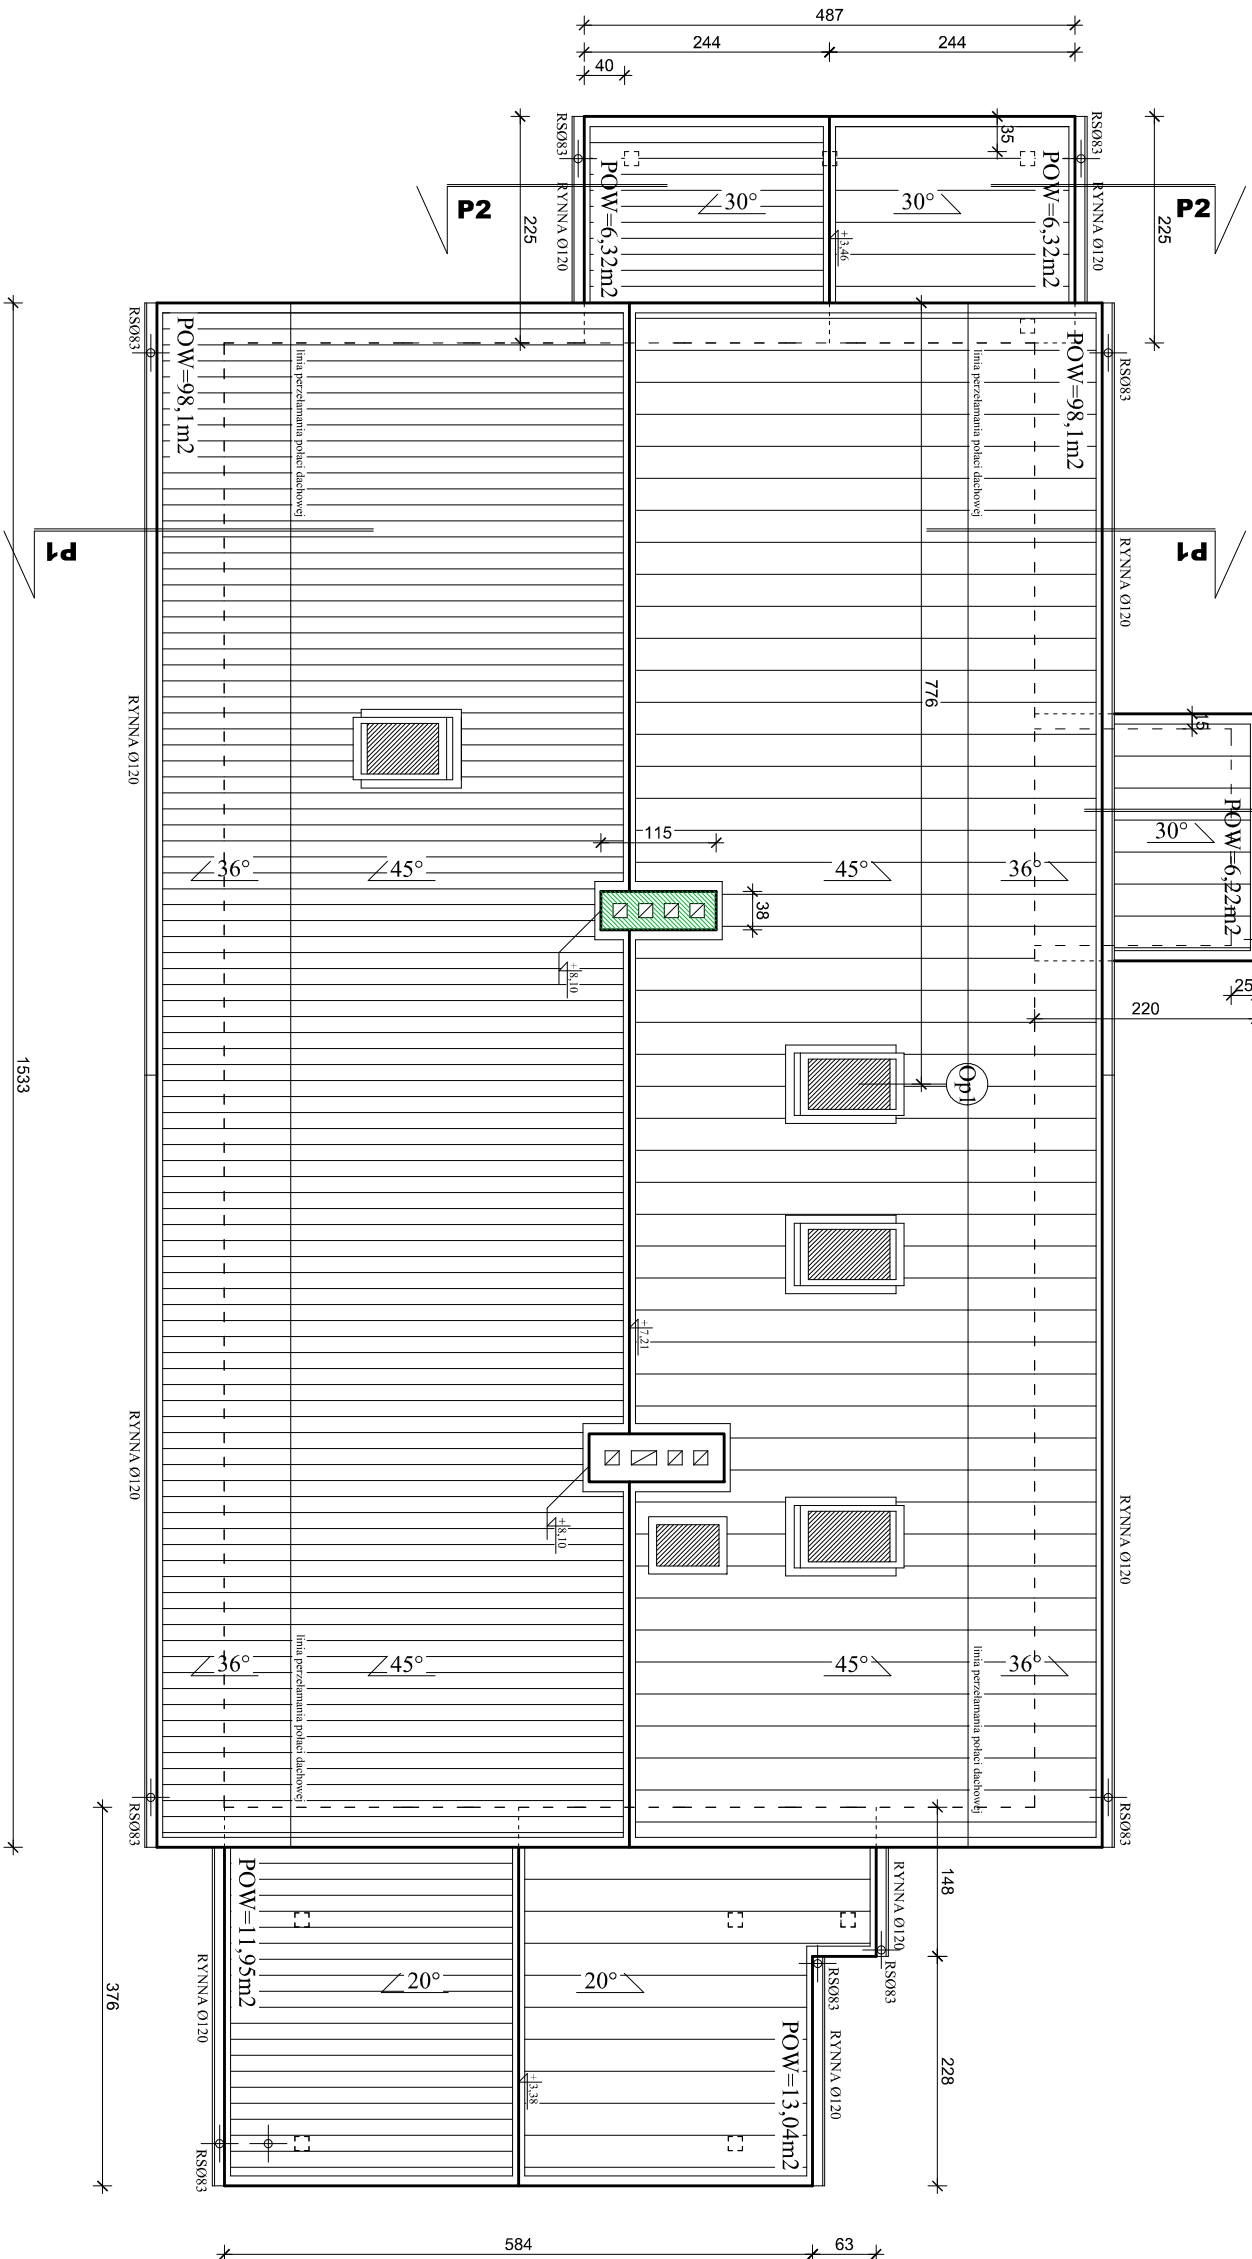 487
244
244
40
RSØ83
RSØ83
35
POW=6,32m2
POW=6,32m2
RYNNA Ø120
RYNNA Ø120
P2
P2
30°
30°
225
225
+3,46
RSØ83
RSØ83
POW=98,1m2
POW=98,1m2
linia perzełamania połaci dachowej
linia perzełamania połaci dachowej
P1
P1
RYNNA Ø120
RYNNA Ø120
776
15
POW=6,22m2
30°
115
36°
45°
45°
36°
38
+8,10
25
220
1533
Op1
+7,21
RYNNA Ø120
RYNNA Ø120
+8,10
36°
45°
45°
36°
linia perzełamania połaci dachowej
linia perzełamania połaci dachowej
RSØ83
RSØ83
POW=11,95m2
RYNNA Ø120
148
RSØ83
RSØ83
20°
20°
RYNNA Ø120
376
POW=13,04m2
RYNNA Ø120
228
+3,38
RSØ83
584
63